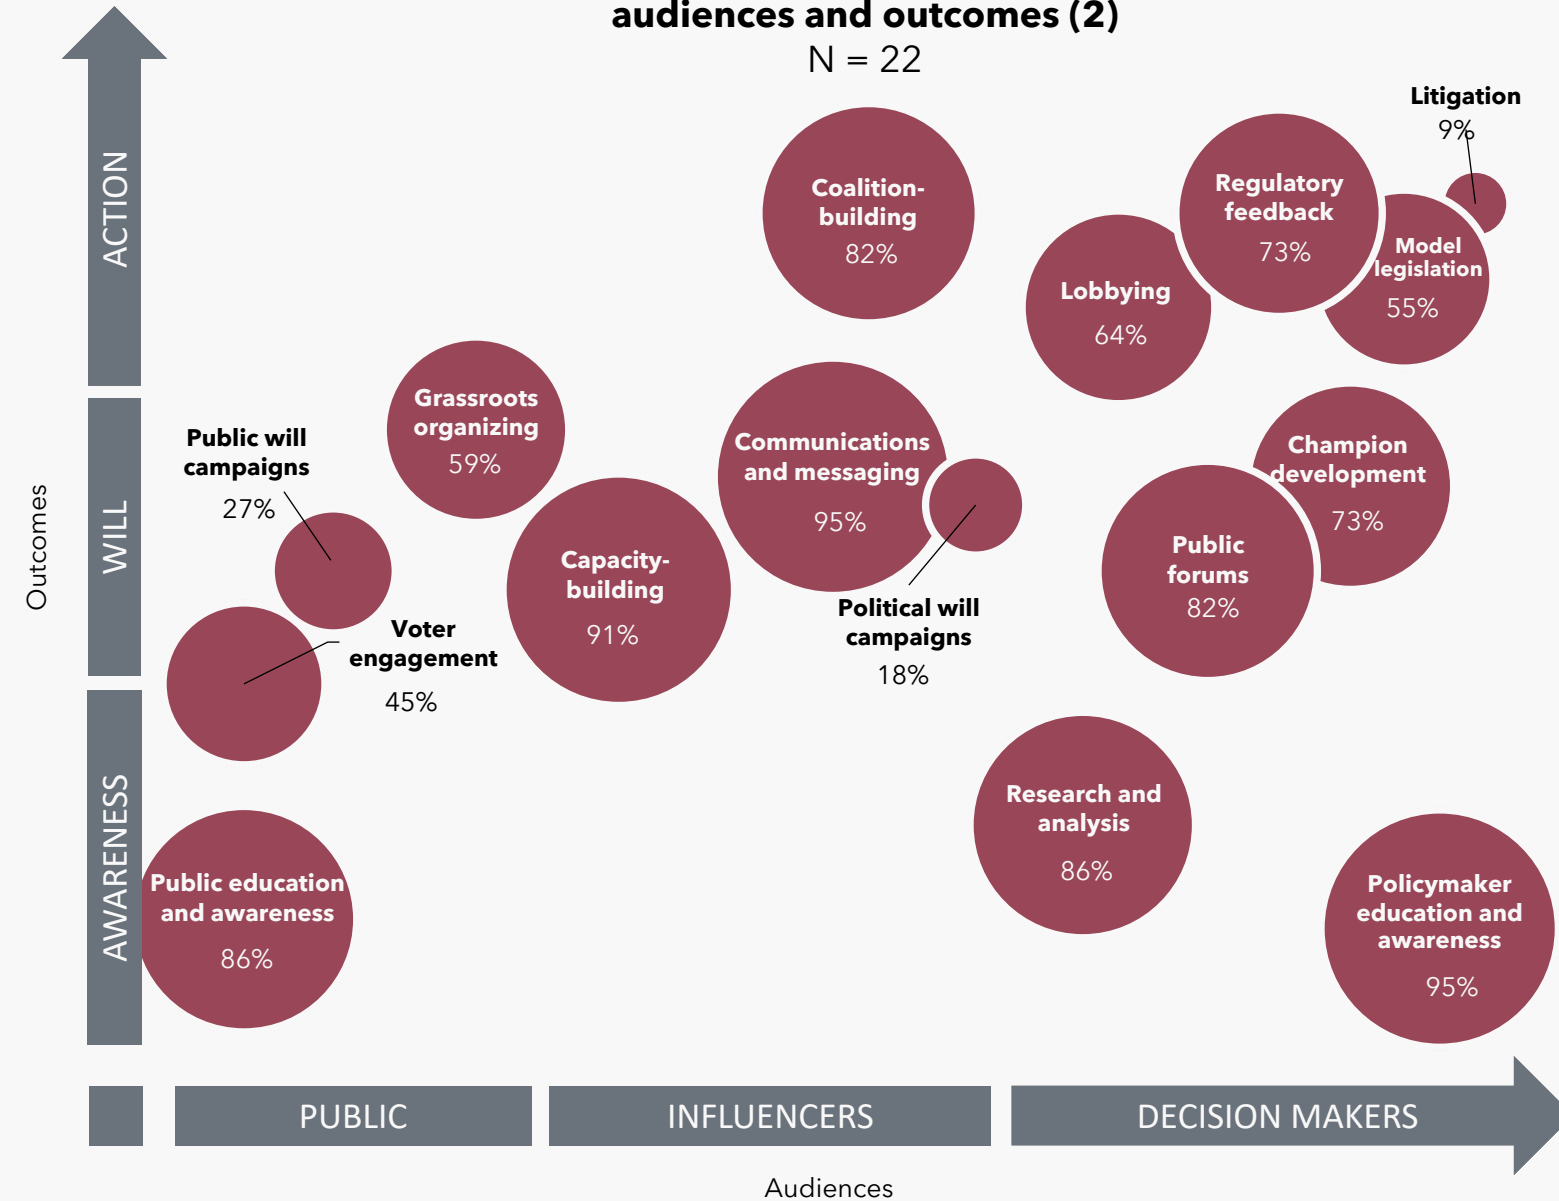 audiences and outcomes (2)
N = 22
Litigation
9%
Coalition-
building
82%
Regulatory
feedback
73%
Model
legislation
55%
Lobbying
64%
ACTION
Grassroots
organizing
59%
Public will
campaigns
27%
Communications
and messaging
95%
Champion
development
73%
Outcomes
WILL
Capacity-
building
91%
Public
forums
82%
Political will
campaigns
18%
Voter
engagement
45%
AWARENESS
Research and
analysis
86%
Public education
and awareness
86%
Policymaker
education and
awareness
95%
PUBLIC
INFLUENCERS
DECISION MAKERS
Audiences